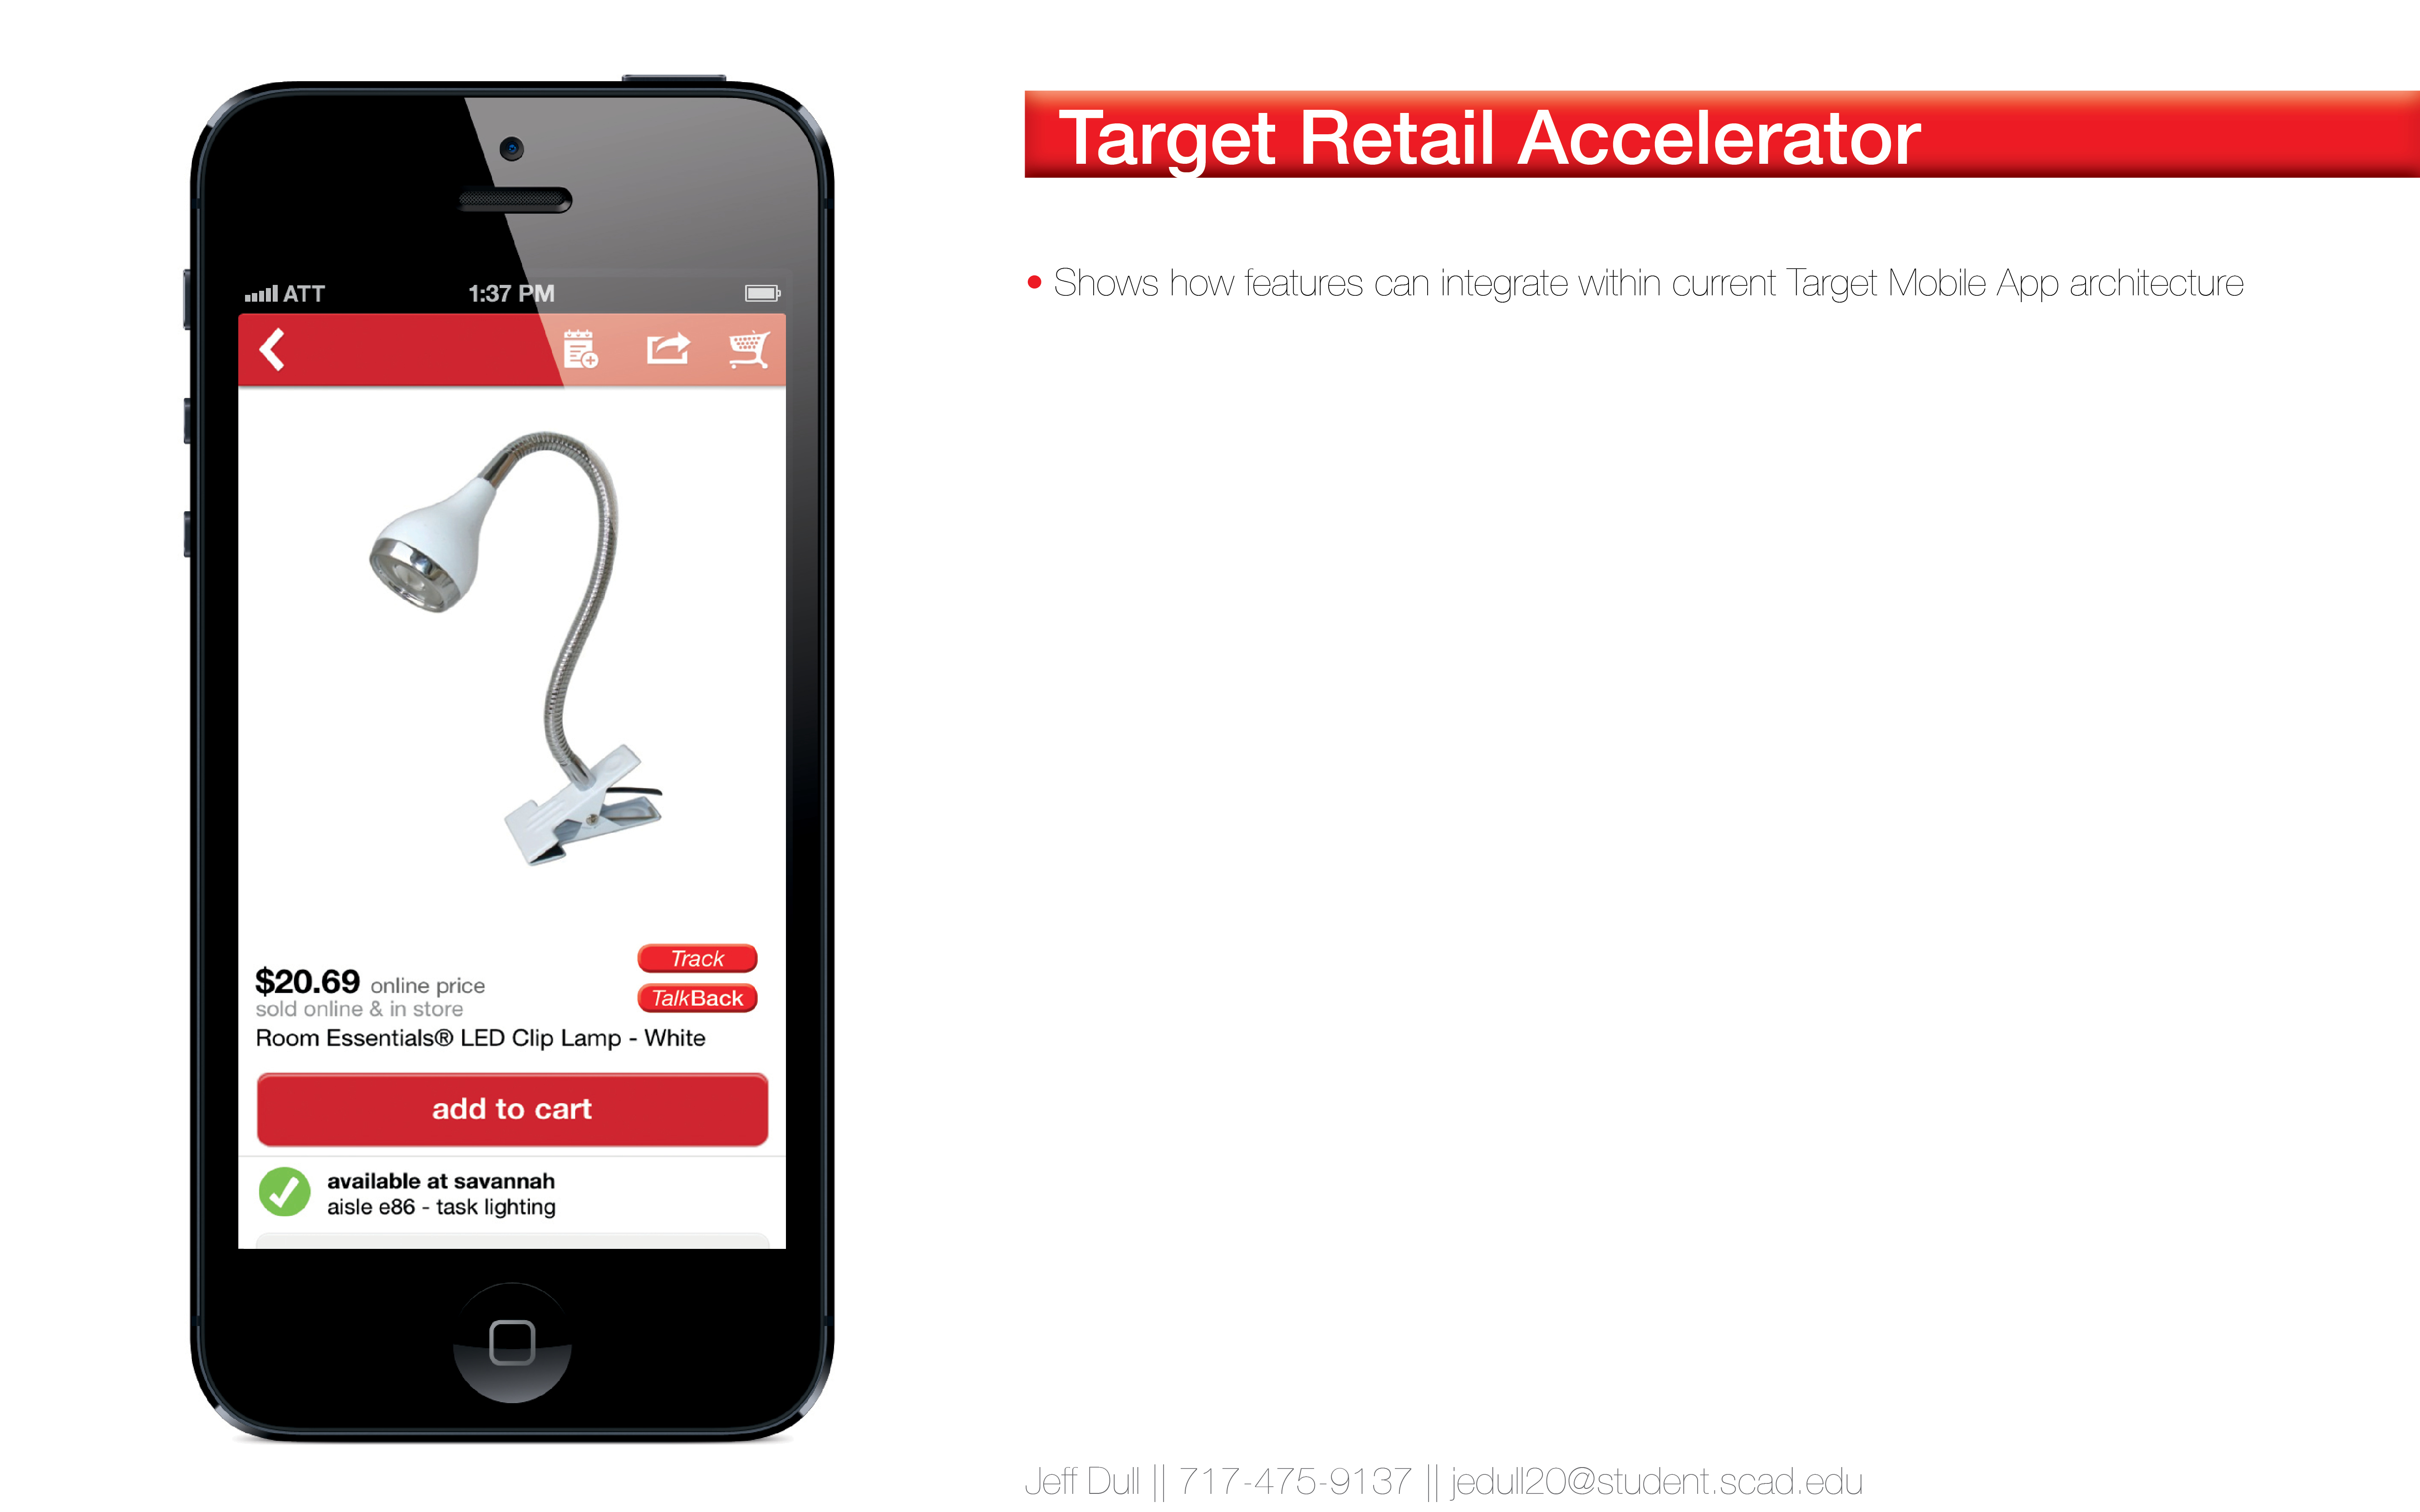 ATT 1:37 PM
$20.69 online price
sold online & in store
Track
TalkBack
Room Essentials® LED Clip Lamp - White
add to cart
available at savannah
aisle e86 - task lighting
Target Retail Accelerator
• Shows how features can integrate within current Target Mobile App architecture
Jeff Dull || 717-475-9137 || jedull20@student.scad.edu